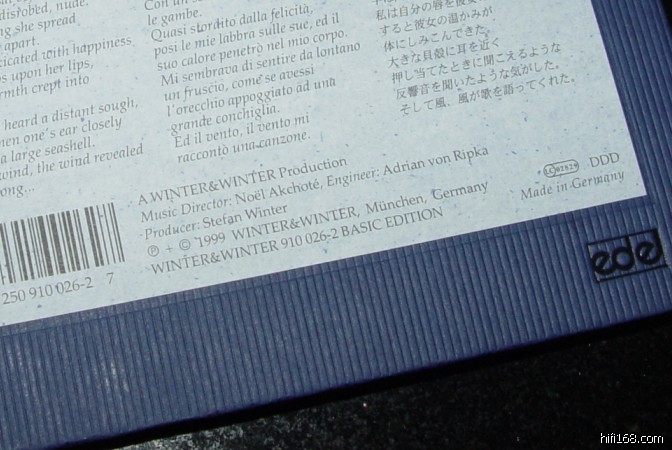 disrobed, nude.
ng she spread
apart.
icated with happiness
s upon her lips,
rmth crept into
heard a distant sough,
hen one's ear closely
a large seashell.
wind, the wind revealed
ong...
le gambe.
Quasi stordito dalla felicità,
posi le mie labbra sulle sue, ed il
suo calore penetrò nel mio corpo.
Mi sembrava di sentire da lontano
un fruscio, come se avessi
l'orecchio appoggiato ad una
grande conchiglia.
Ed il vento, il vento mi
raccontò una canzone.
私は自分の唇を彼女
すると彼女の温かみが
体にしみこんできた。
大きな貝殻に耳を近く
押し当てたときに聞こえるような
反響音を聞いたような気がした。
そして風、風が歌を語ってくれた。
A WINTER&WINTER Production
Music Director: Noël Akchoté, Engineer: Adrian von Ripka
Producer: Stefan Winter
℗ + © 1999 WINTER&WINTER, München, Germany
WINTER&WINTER 910 026-2 BASIC EDITION
LC02829 DDD
Made in Germany
250 910 026-2 7
edel
hifi168.com